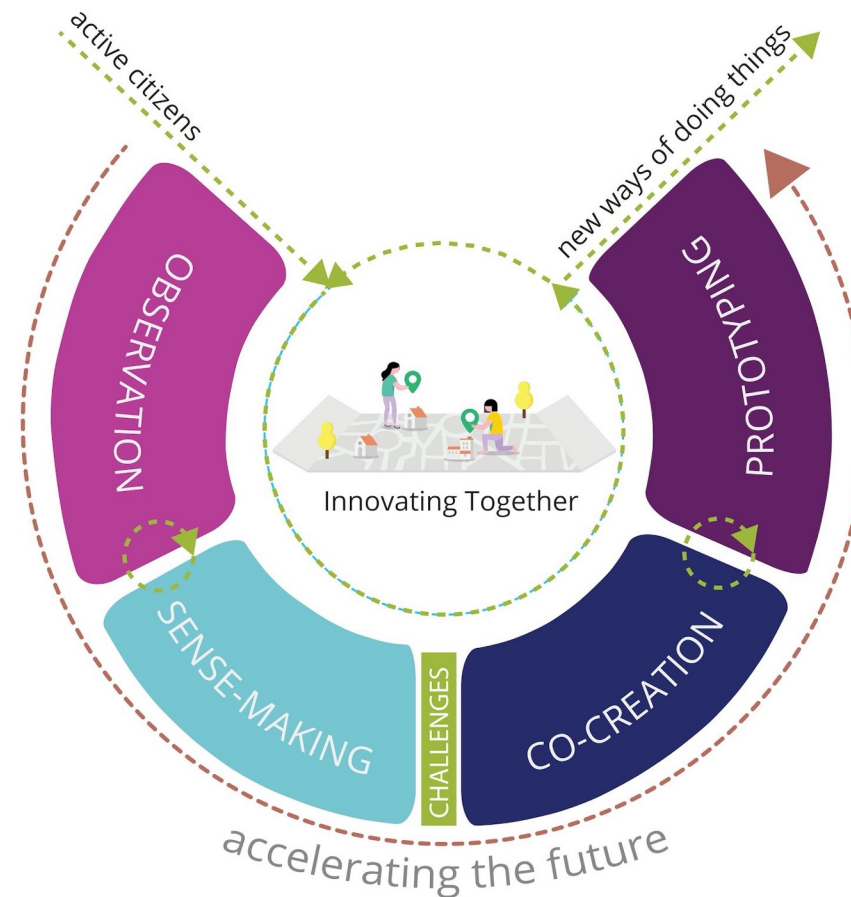 active citizens
new ways of doing things
OBSERVATION
PROTOTYPING
Innovating Together
SENSE-MAKING
CHALLENGES
CO-CREATION
accelerating the future